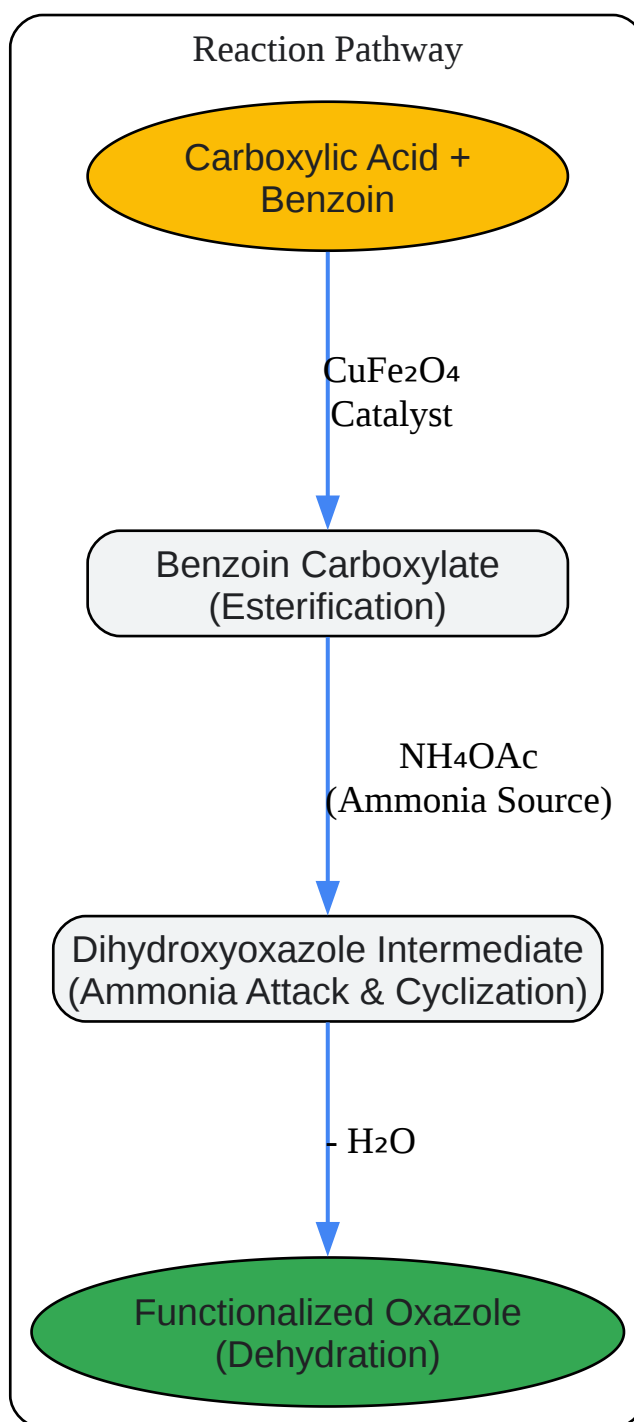 Reaction Pathway
Carboxylic Acid +
Benzoin
CuFe₂O₄
Catalyst
Benzoin Carboxylate
(Esterification)
NH₄OAc
(Ammonia Source)
Dihydroxyoxazole Intermediate
(Ammonia Attack & Cyclization)
- H₂O
Functionalized Oxazole
(Dehydration)